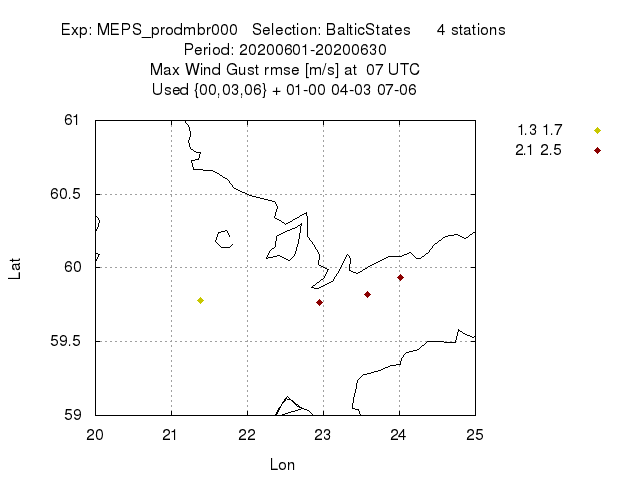 Exp: MEPS_prodmbr000 Selection: BalticStates 4 stations
Period: 20200601-20200630
Max Wind Gust rmse [m/s] at 07 UTC
Used {00,03,06} + 01-00 04-03 07-06
61
60.5
60
59.5
59
Lat
20 21 22 23 24 25
Lon
1.3 1.7
2.1 2.5